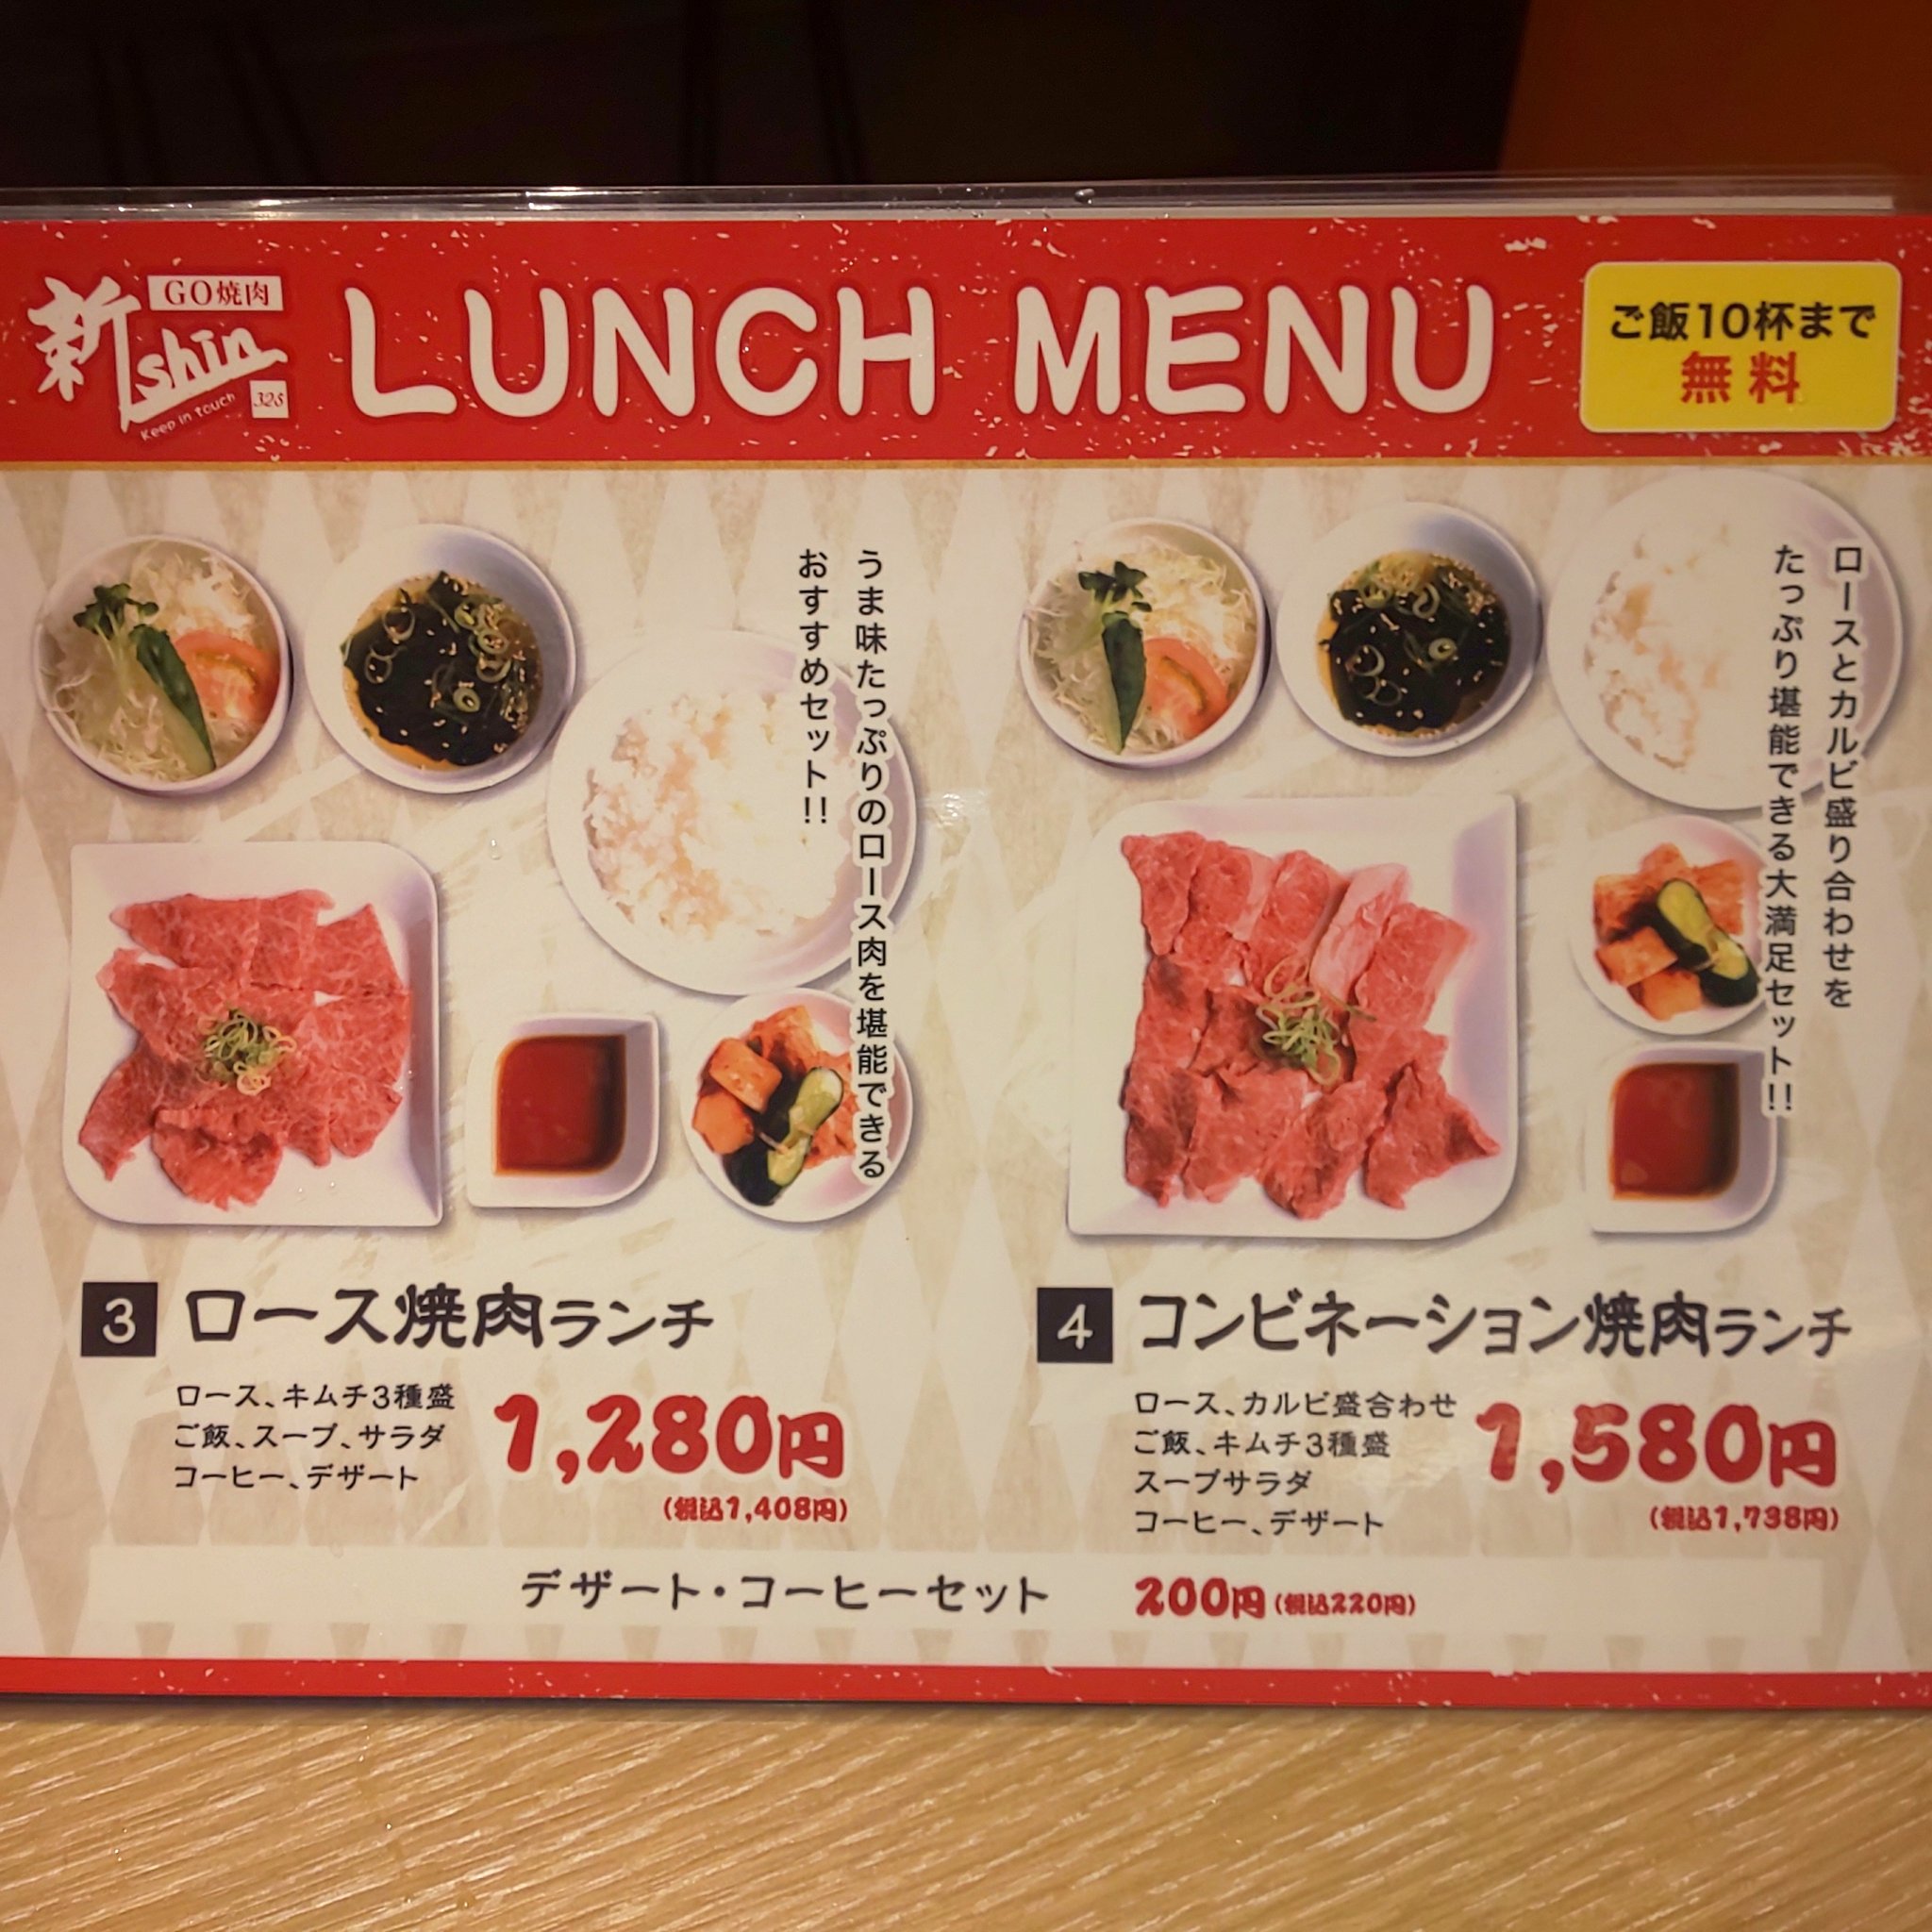 新
GO焼肉
shin
Keep in touch
328
LUNCH MENU
ご飯10杯まで
無料
うま味たっぷりのロース肉を堪能できる
おすすめセット!!
ロースとカルビ盛り合わせを
たっぷり堪能できる大満足セット!!
3 ロース焼肉ランチ
ロース、キムチ3種盛
ご飯、スープ、サラダ
コーヒー、デザート
1,280円
(税込1,408円)
4 コンビネーション焼肉ランチ
ロース、カルビ盛合わせ
ご飯、キムチ3種盛
スープサラダ
コーヒー、デザート
1,580円
(税込1,738円)
デザート・コーヒーセット 200円(税込220円)